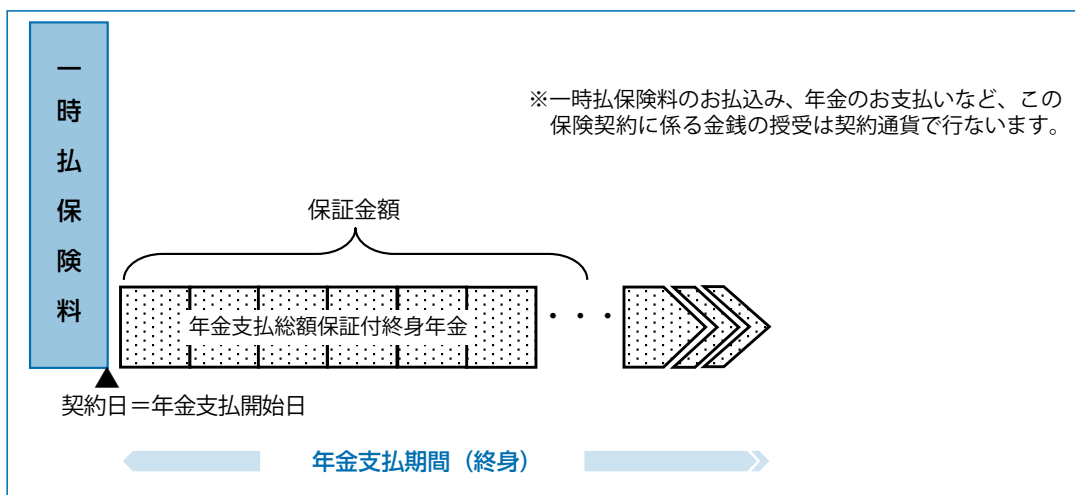 一時払保険料
※一時払保険料のお払込み、年金のお支払いなど、この
保険契約に係る金銭の授受は契約通貨で行ないます。
保証金額
年金支払総額保証付終身年金
・・・
契約日＝年金支払開始日
年金支払期間（終身）